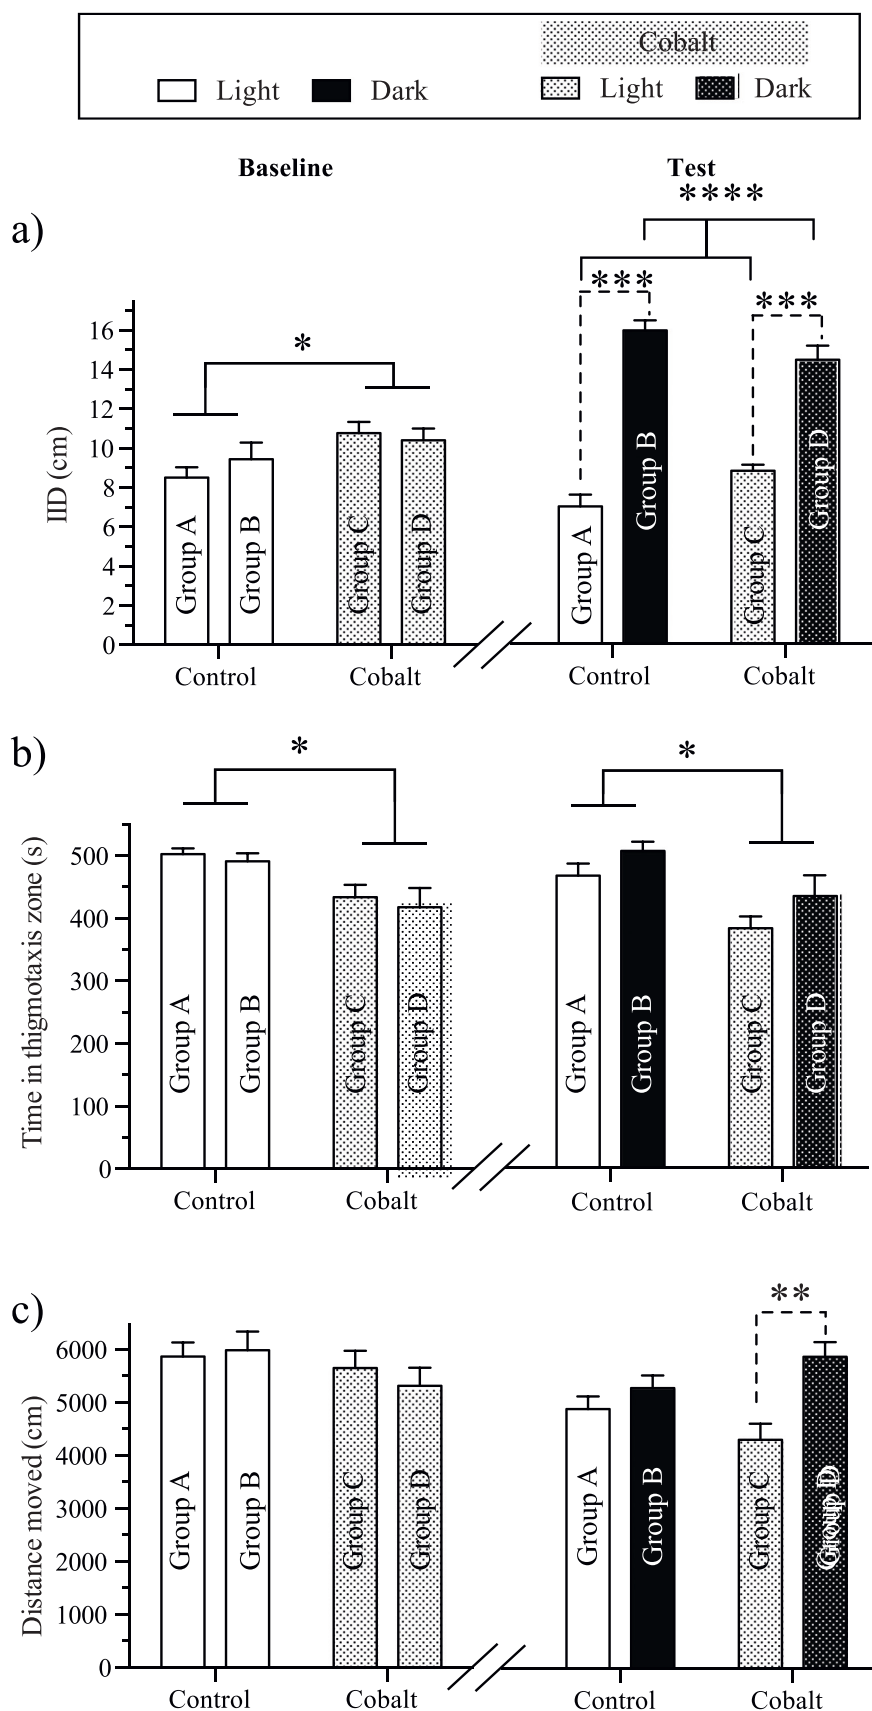 Cobalt
Light Dark Light Dark
Baseline Test
a)
****
*** ***
*
IID (cm)
16
14
12
10
8
6
4
2
0
Group A Group B Group C Group D Group A Group B Group C Group D
Control Cobalt Control Cobalt
b)
* *
Time in thigmotaxis zone (s)
500
400
300
200
100
0
Group A Group B Group C Group D Group A Group B Group C Group D
Control Cobalt Control Cobalt
c)
**
Distance moved (cm)
6000
5000
4000
3000
2000
1000
0
Group A Group B Group C Group D Group A Group B Group C Group D
Control Cobalt Control Cobalt